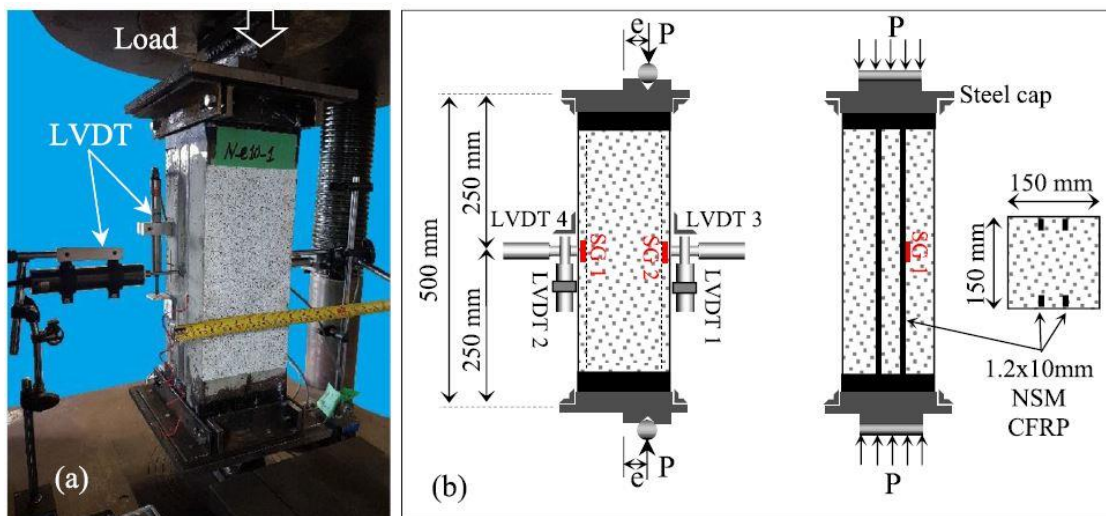 Load
LVDT
N-e10-1
(a)
e
P
500 mm
250 mm
250 mm
LVDT 4
LVDT 3
SG 1
SG 2
LVDT 2
LVDT 1
e
P
(b)
P
Steel cap
SG 1
150 mm
150 mm
1.2x10mm
NSM
CFRP
P